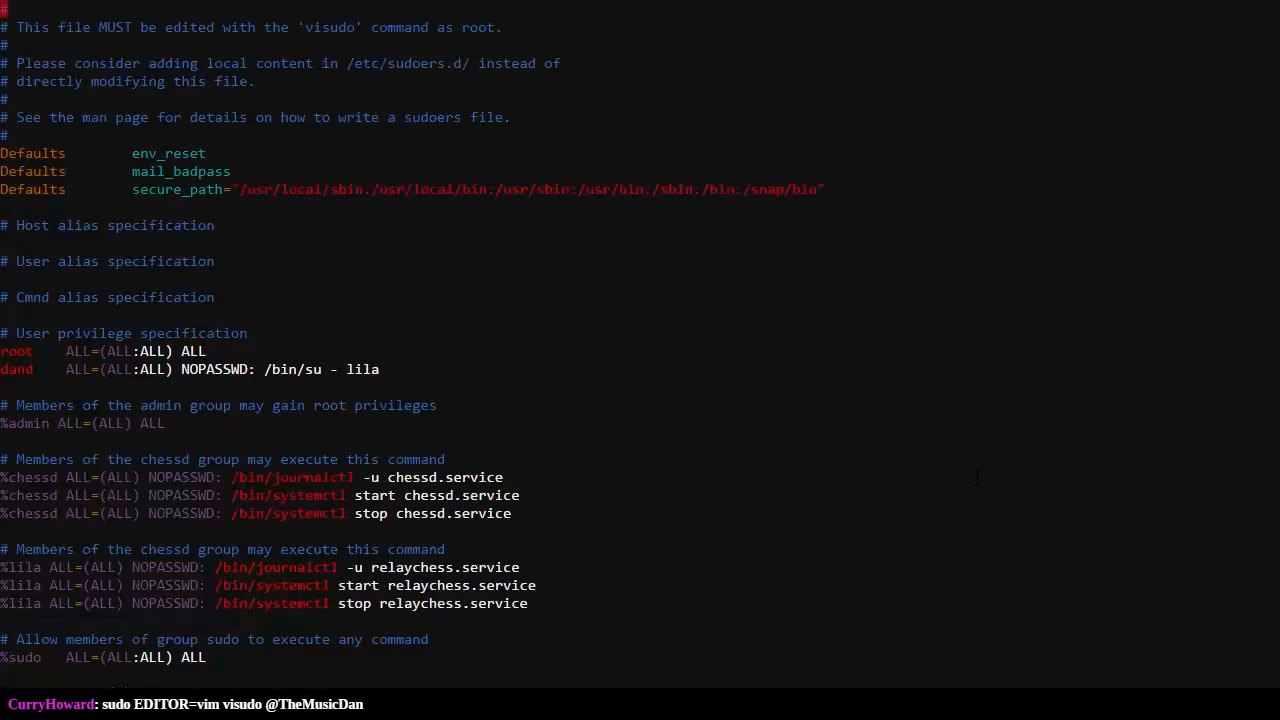 #
# This file MUST be edited with the 'visudo' command as root.
#
# Please consider adding local content in /etc/sudoers.d/ instead of
# directly modifying this file.
#
# See the man page for details on how to write a sudoers file.
#
Defaults        env_reset
Defaults        mail_badpass
Defaults        secure_path="/usr/local/sbin:/usr/local/bin:/usr/sbin:/usr/bin:/sbin:/bin:/snap/bin"
# Host alias specification
# User alias specification
# Cmnd alias specification
# User privilege specification
root    ALL=(ALL:ALL) ALL
dand    ALL=(ALL:ALL) NOPASSWD: /bin/su - lila
# Members of the admin group may gain root privileges
%admin ALL=(ALL) ALL
# Members of the chessd group may execute this command
%chessd ALL=(ALL) NOPASSWD: /bin/journalctl -u chessd.service
%chessd ALL=(ALL) NOPASSWD: /bin/systemctl start chessd.service
%chessd ALL=(ALL) NOPASSWD: /bin/systemctl stop chessd.service
# Members of the chessd group may execute this command
%lila ALL=(ALL) NOPASSWD: /bin/journalctl -u relaychess.service
%lila ALL=(ALL) NOPASSWD: /bin/systemctl start relaychess.service
%lila ALL=(ALL) NOPASSWD: /bin/systemctl stop relaychess.service
# Allow members of group sudo to execute any command
%sudo   ALL=(ALL:ALL) ALL
CurryHoward: sudo EDITOR=vim visudo @TheMusicDan